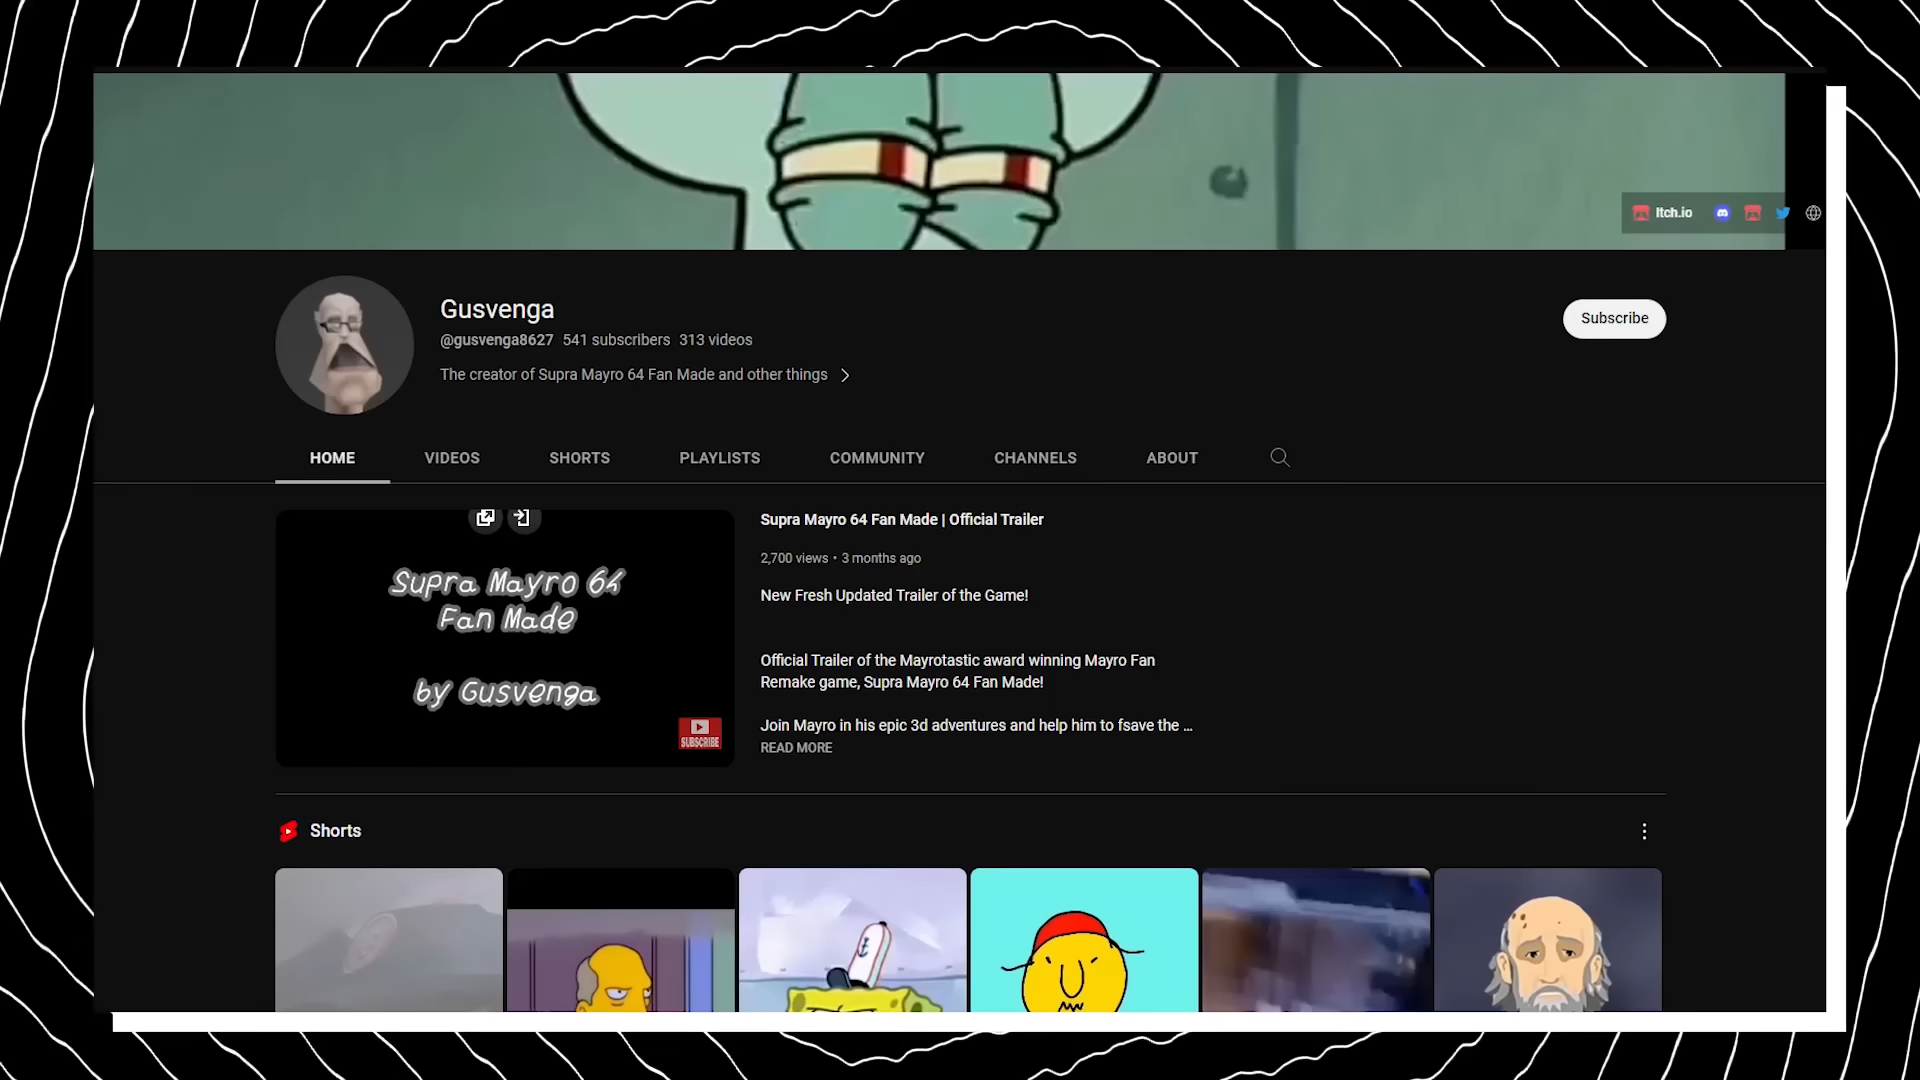 Itch.io
Gusvenga
@gusvenga8627 541 subscribers 313 videos
Subscribe
The creator of Supra Mayro 64 Fan Made and other things
HOME VIDEOS SHORTS PLAYLISTS COMMUNITY CHANNELS ABOUT
Supra Mayro 64
Fan Made
by Gusvenga
SUBSCRIBE
Supra Mayro 64 Fan Made | Official Trailer
2,700 views • 3 months ago
New Fresh Updated Trailer of the Game!
Official Trailer of the Mayrotastic award winning Mayro Fan
Remake game, Supra Mayro 64 Fan Made!
Join Mayro in his epic 3d adventures and help him to fsave the ...
READ MORE
Shorts